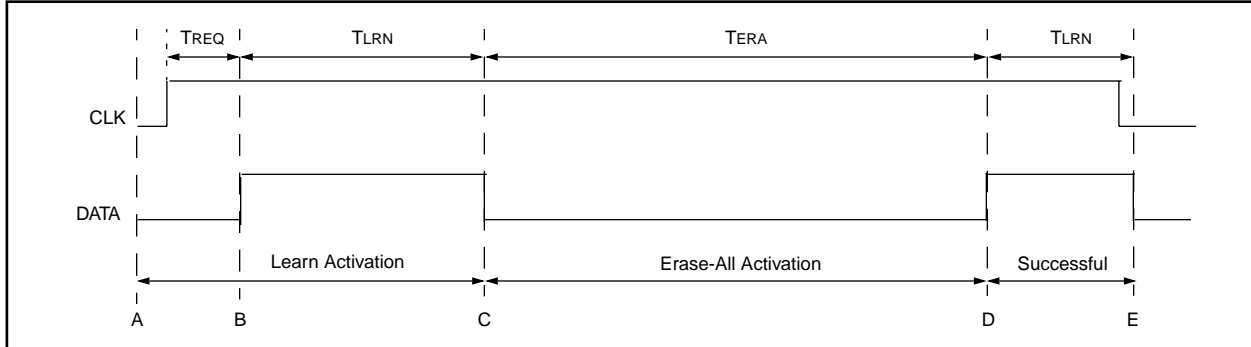 TREQ TLRN TERA TLRN
CLK
DATA
Learn Activation Erase-All Activation Successful
A B C D E